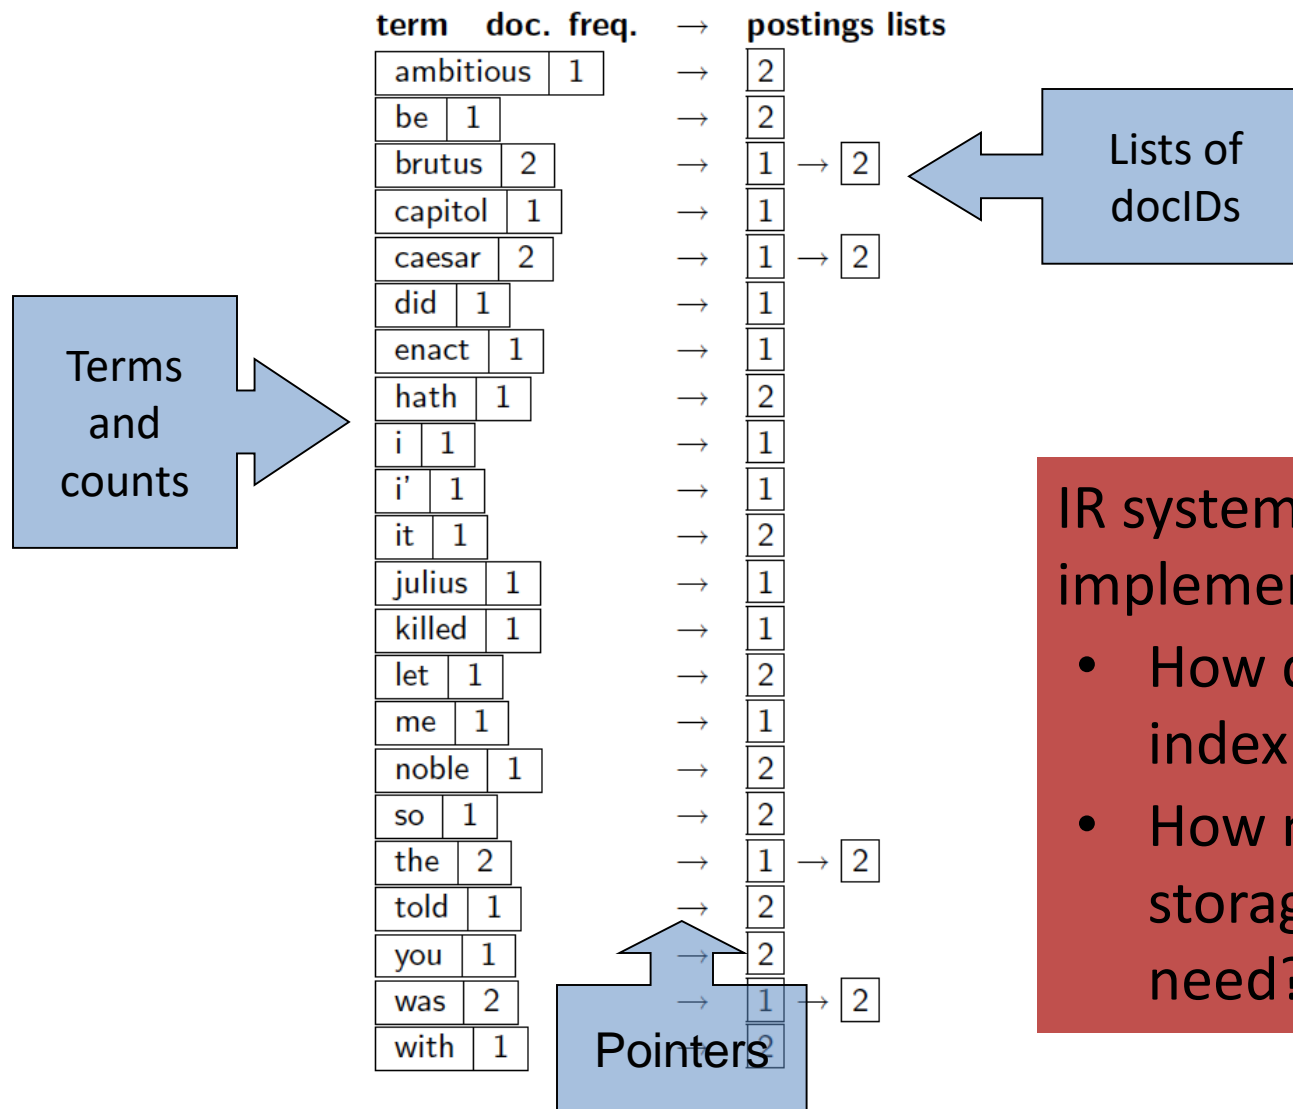 term doc. freq. → postings lists
ambitious 1 → 2
be 1 → 2
brutus 2 → 1 → 2
capitol 1 → 1
caesar 2 → 1 → 2
did 1 → 1
enact 1 → 1
hath 1 → 2
i 1 → 1
i' 1 → 1
it 1 → 2
julius 1 → 1
killed 1 → 1
let 1 → 2
me 1 → 1
noble 1 → 2
so 1 → 2
the 2 → 1 → 2
told 1 → 2
you 1 → 2
was 2 → 1 → 2
with 1 → 2
Terms
and
counts
Lists of
docIDs
Pointers
IR system
implemen
• How
index
• How
storag
need?